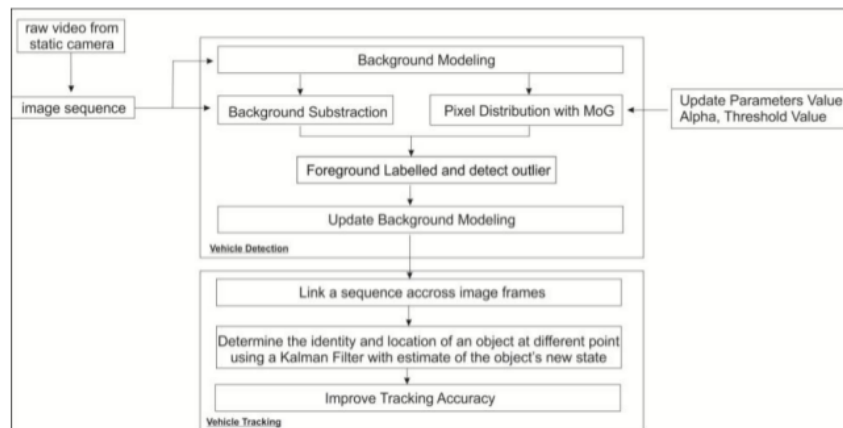 raw video from
static camera
image sequence
Background Modeling
Background Substraction
Pixel Distribution with MoG
Update Parameters Value
Alpha, Threshold Value
Foreground Labelled and detect outlier
Update Background Modeling
Vehicle Detection
Link a sequence accross image frames
Determine the identity and location of an object at different point
using a Kalman Filter with estimate of the object's new state
Improve Tracking Accuracy
Vehicle Tracking